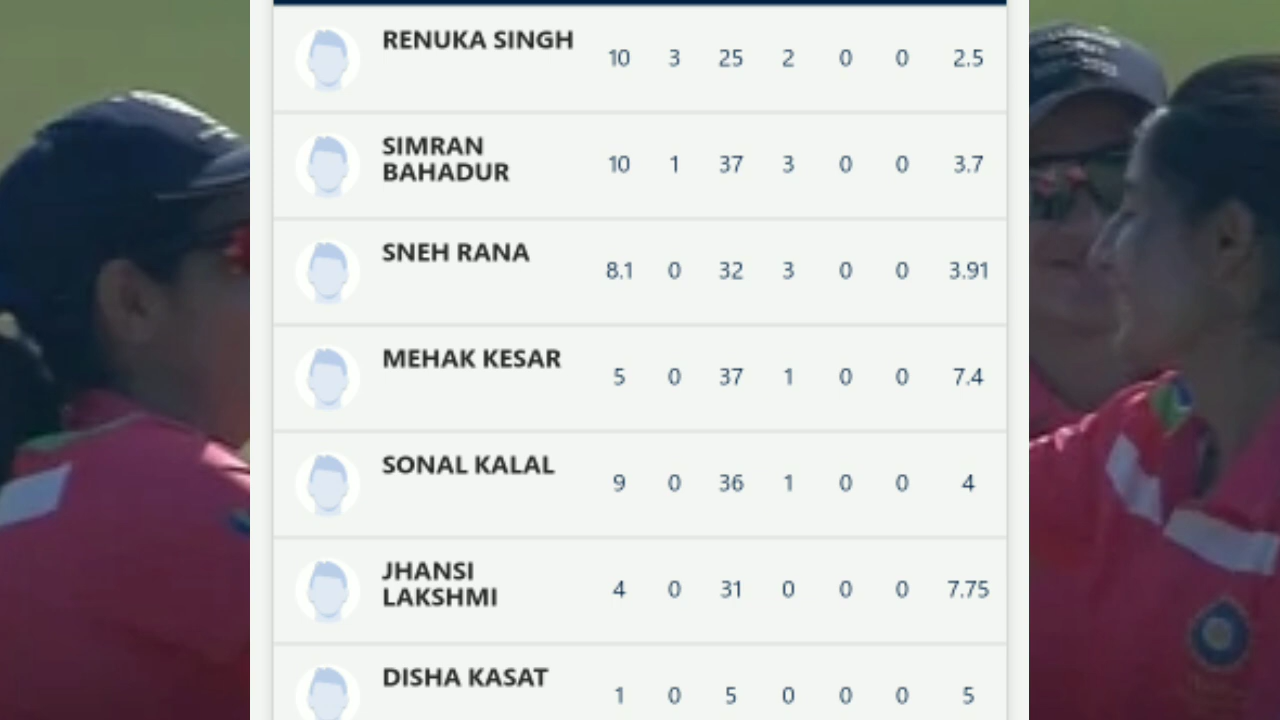 RENUKA SINGH 10 3 25 2 0 0 2.5
SIMRAN
BAHADUR 10 1 37 3 0 0 3.7
SNEH RANA 8.1 0 32 3 0 0 3.91
MEHAK KESAR 5 0 37 1 0 0 7.4
SONAL KALAL 9 0 36 1 0 0 4
JHANSI
LAKSHMI 4 0 31 0 0 0 7.75
DISHA KASAT 1 0 5 0 0 0 5